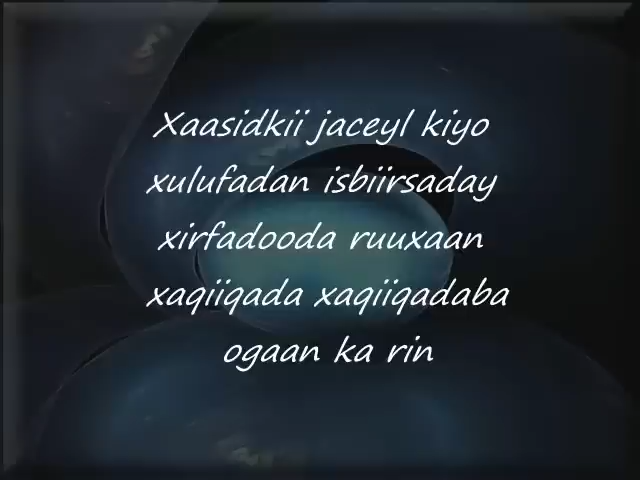 Xaasidkii jaceyl kiyo
xulufadan isbiirsaday
xirfadooda ruuxaan
xaqiiqada xaqiiqadaba
ogaan ka rin